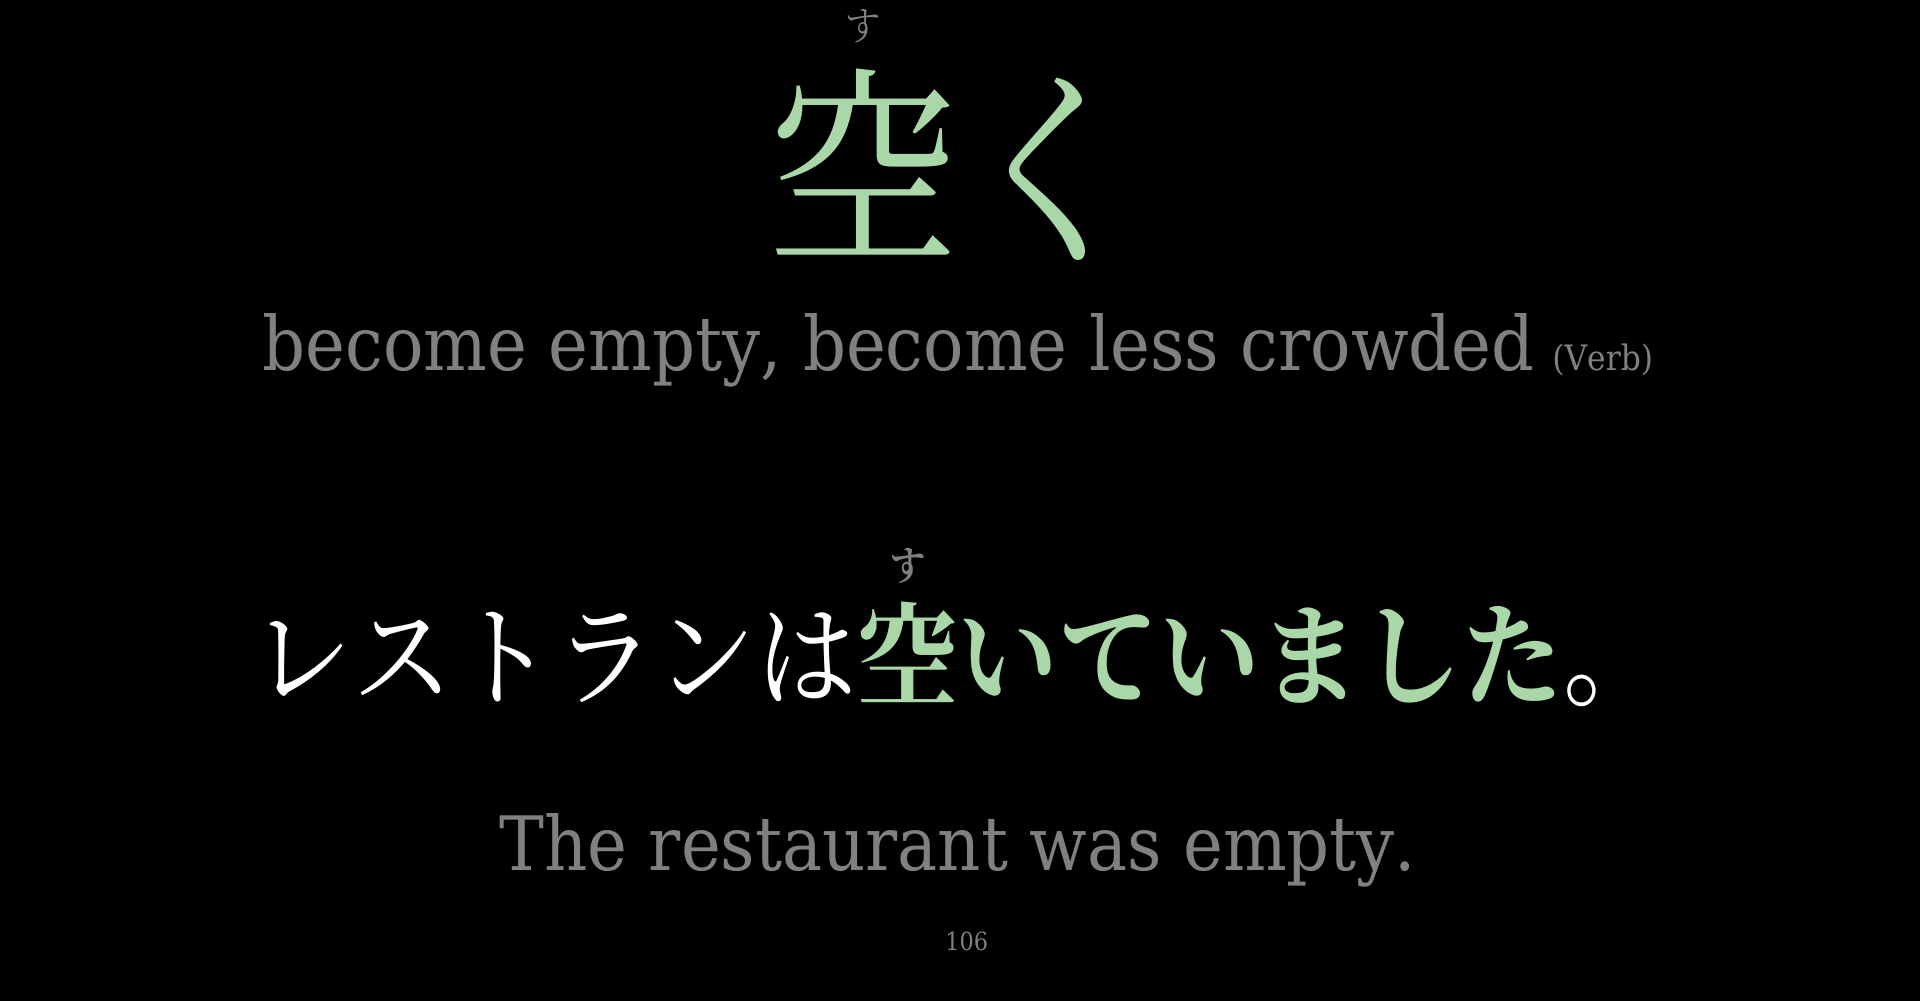 す
空く
become empty, become less crowded (Verb)
す
レストランは空いていました。
The restaurant was empty.
106